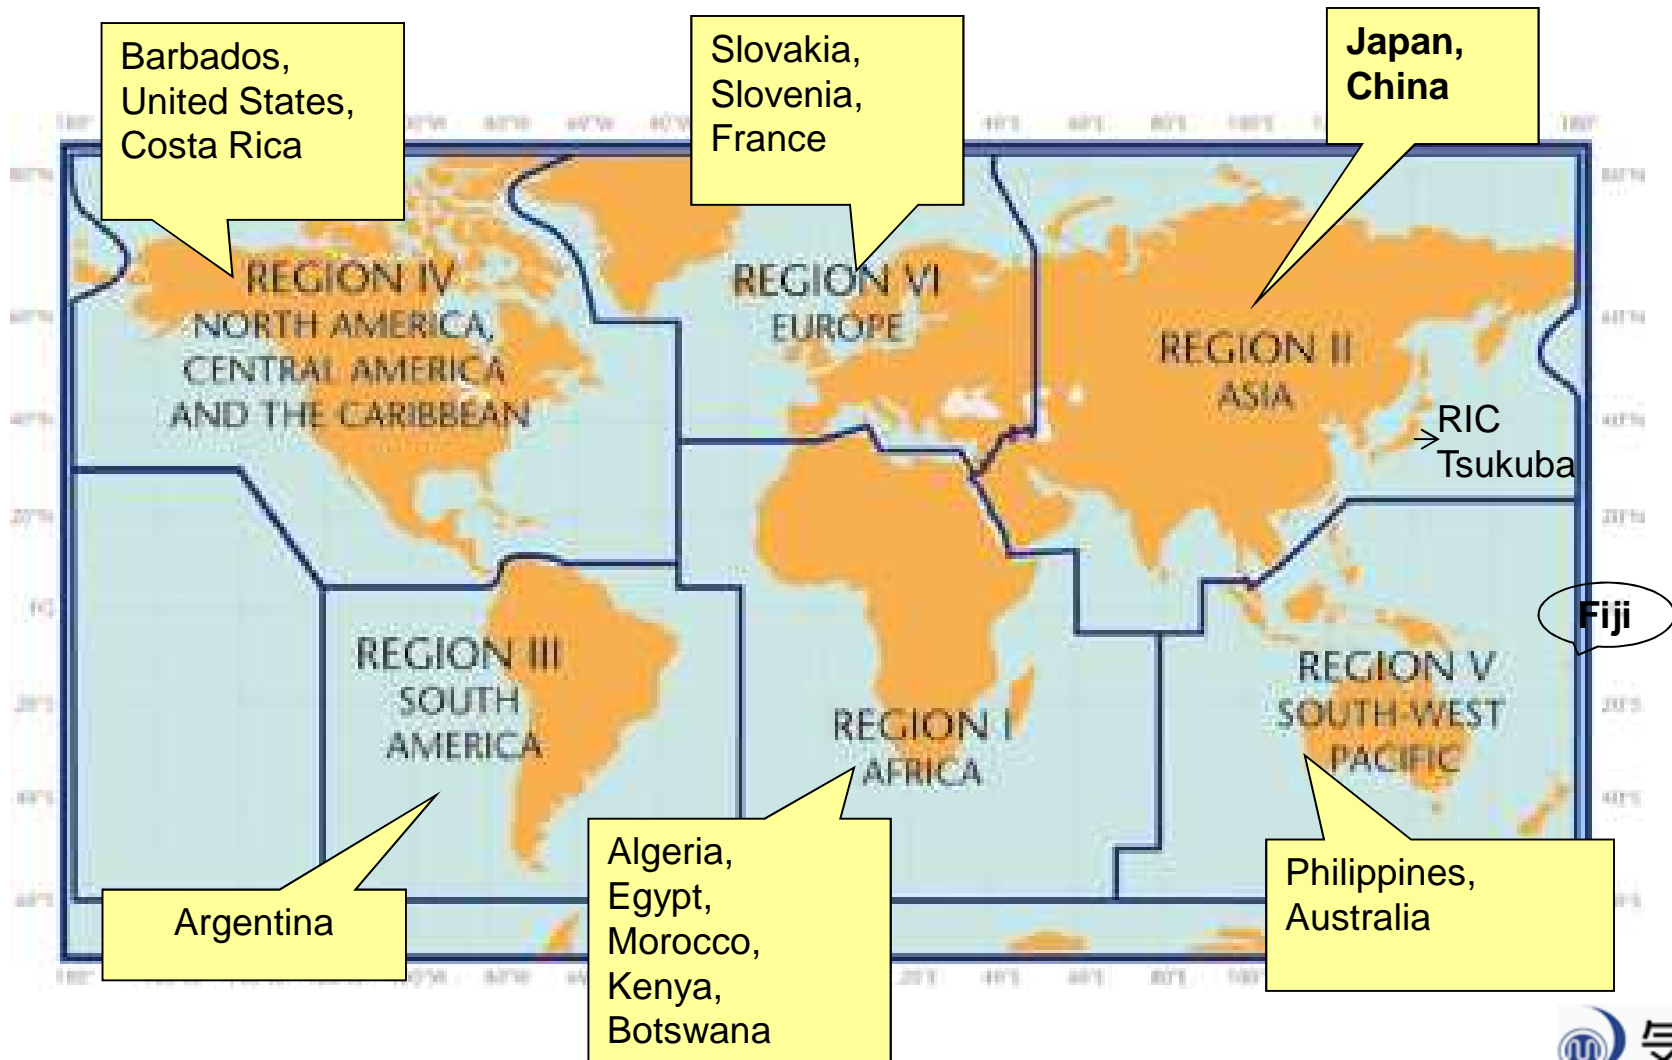 Barbados,
United States,
Costa Rica
Slovakia,
Slovenia,
France
Japan,
China
REGION IV
NORTH AMERICA,
CENTRAL AMERICA
AND THE CARIBBEAN
REGION VI
EUROPE
REGION II
ASIA
RIC
Tsukuba
Fiji
REGION III
SOUTH
AMERICA
REGION I
AFRICA
REGION V
SOUTH-WEST
PACIFIC
Argentina
Algeria,
Egypt,
Morocco,
Kenya,
Botswana
Philippines,
Australia